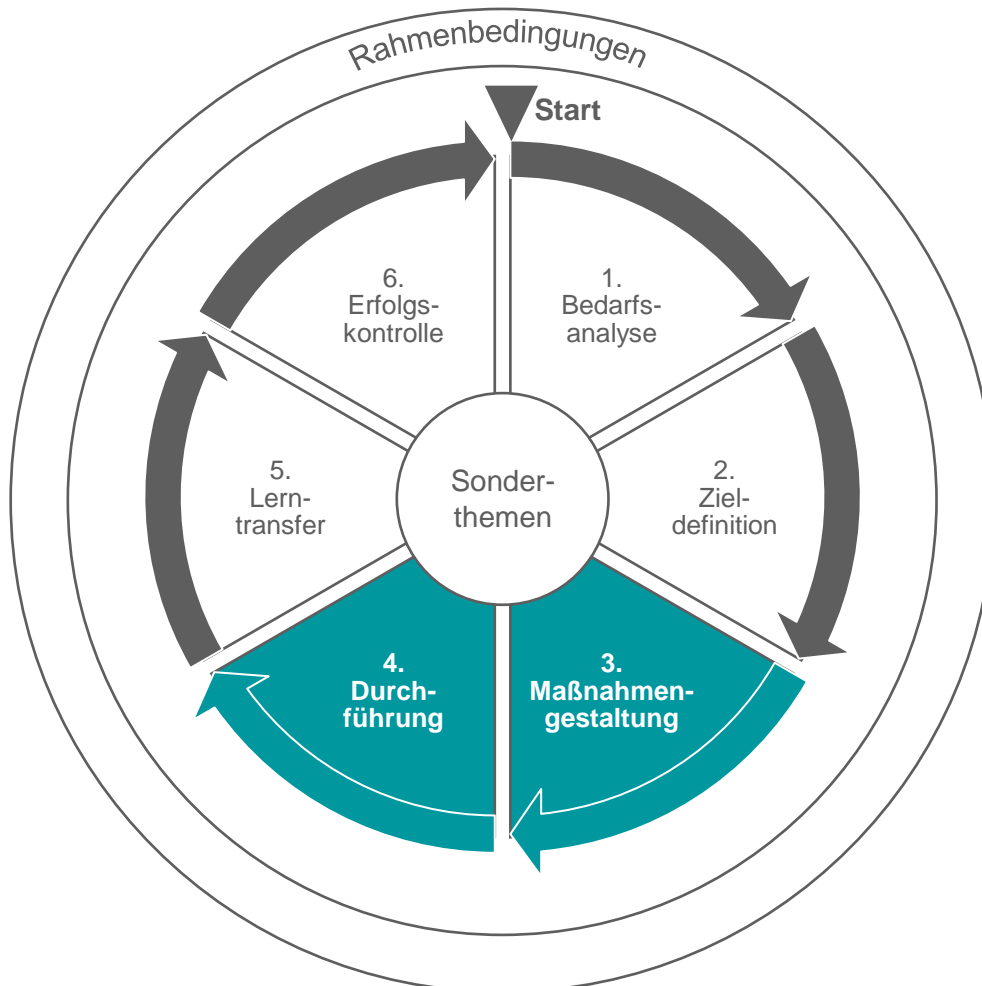 Rahmenbedingungen
Start
1.
Bedarfs-
analyse
2.
Ziel-
definition
3.
Maßnahmen-
gestaltung
4.
Durch-
führung
5.
Lern-
transfer
6.
Erfolgs-
kontrolle
Sonder-
themen